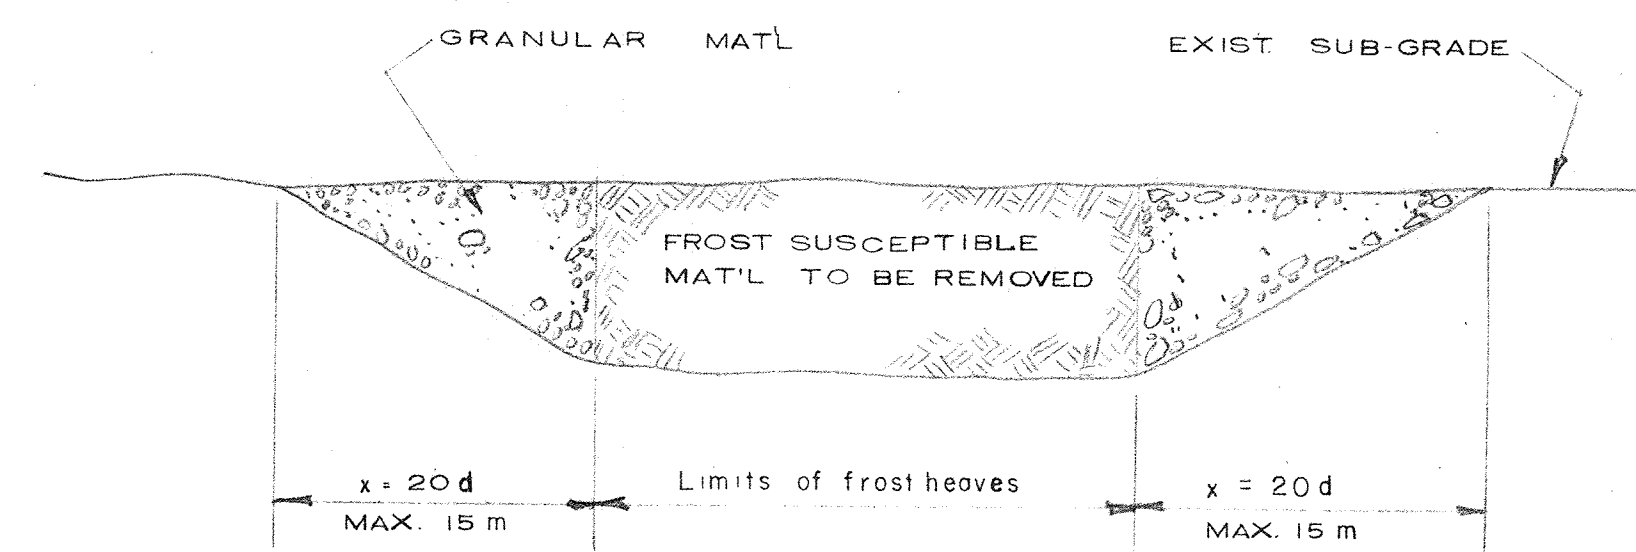 GRANULAR MAT'L
EXIST. SUB-GRADE
FROST SUSCEPTIBLE
MAT'L TO BE REMOVED
x = 20 d
MAX. 15 m
Limits of frost heaves
x = 20 d
MAX. 15 m